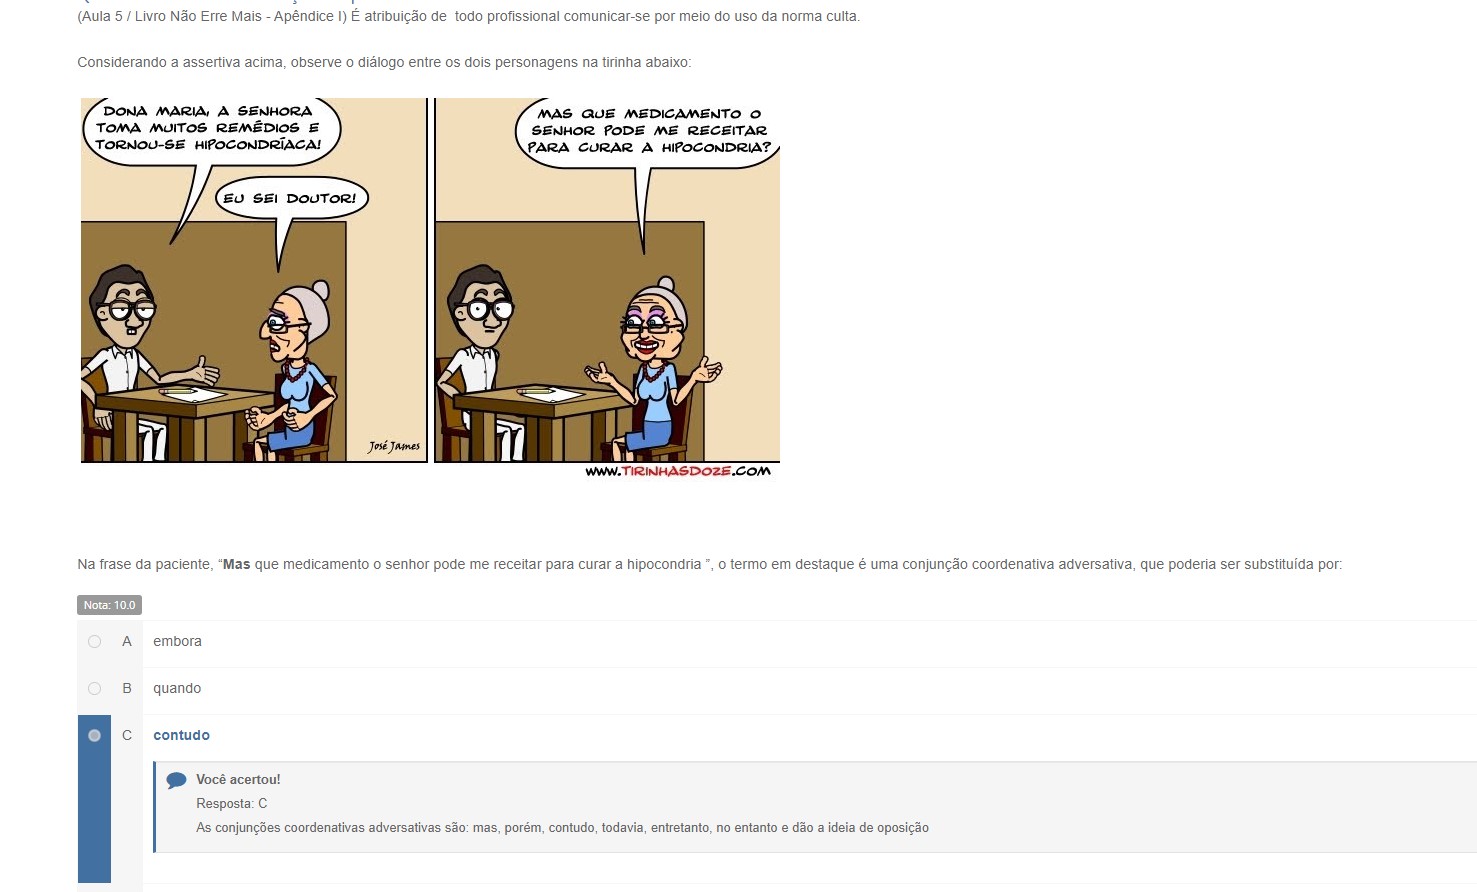 (Aula 5 / Livro Não Erre Mais - Apêndice I) É atribuição de  todo profissional comunicar-se por meio do uso da norma culta.
Considerando a assertiva acima, observe o diálogo entre os dois personagens na tirinha abaixo:
DONA MARIA, A SENHORA
TOMA MUITOS REMÉDIOS E
TORNOU-SE HIPOCONDRÍACA!
EU SEI DOUTOR!
MAS QUE MEDICAMENTO O
SENHOR PODE ME RECEITAR
PARA CURAR A HIPOCONDRIA?
José James
WWW.TIRINHASDOZE.COM
Na frase da paciente, “Mas que medicamento o senhor pode me receitar para curar a hipocondria ”, o termo em destaque é uma conjunção coordenativa adversativa, que poderia ser substituída por:
Nota: 10.0
A embora
B quando
C contudo
Você acertou!
Resposta: C
As conjunções coordenativas adversativas são: mas, porém, contudo, todavia, entretanto, no entanto e dão a ideia de oposição